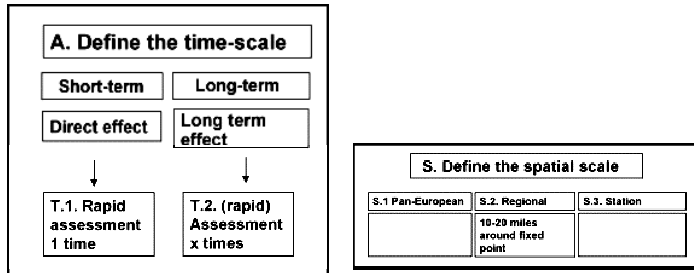 A. Define the time-scale
Short-term
Long-term
Direct effect
Long term
effect
T.1. Rapid
assessment
1 time
T.2. (rapid)
Assessment
x times
S. Define the spatial scale
S.1 Pan-European
S.2. Regional
S.3. Station
10-20 miles
around fixed
point